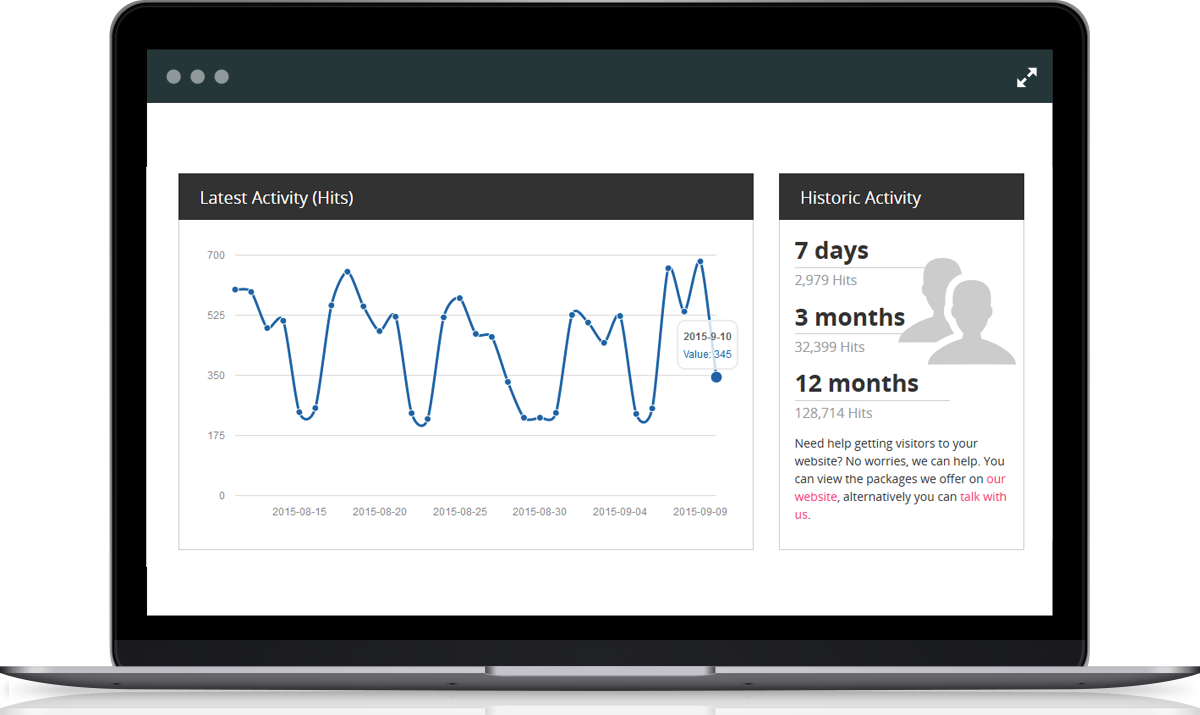 Latest Activity (Hits)
700
525
350
175
0
2015-08-15 2015-08-20 2015-08-25 2015-08-30 2015-09-04 2015-09-09
2015-9-10
Value: 345
Historic Activity
7 days
2,979 Hits
3 months
32,399 Hits
12 months
128,714 Hits
Need help getting visitors to your
website? No worries, we can help. You
can view the packages we offer on our
website, alternatively you can talk with
us.